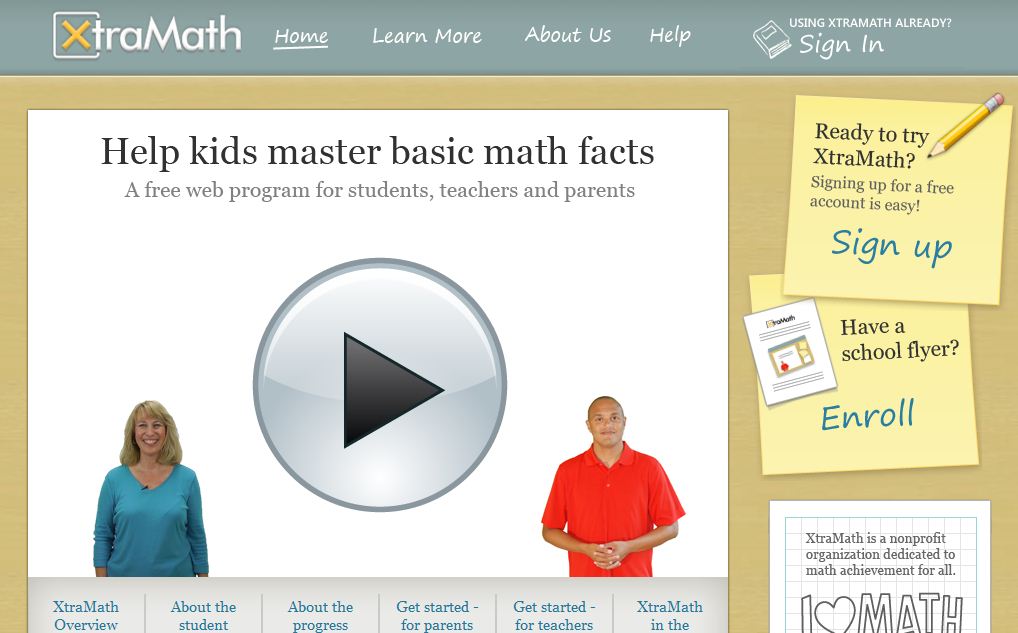 XtraMath
Home
Learn More
About Us
Help
USING XTRAMATH ALREADY?
Sign In
Help kids master basic math facts
A free web program for students, teachers and parents
Ready to try
XtraMath?
Signing up for a free
account is easy!
Sign up
XtraMath
Have a
school flyer?
Enroll
XtraMath is a nonprofit
organization dedicated to
math achievement for all.
I MATH
XtraMath
Overview
About the
student
About the
progress
Get started -
for parents
Get started -
for teachers
XtraMath
in the